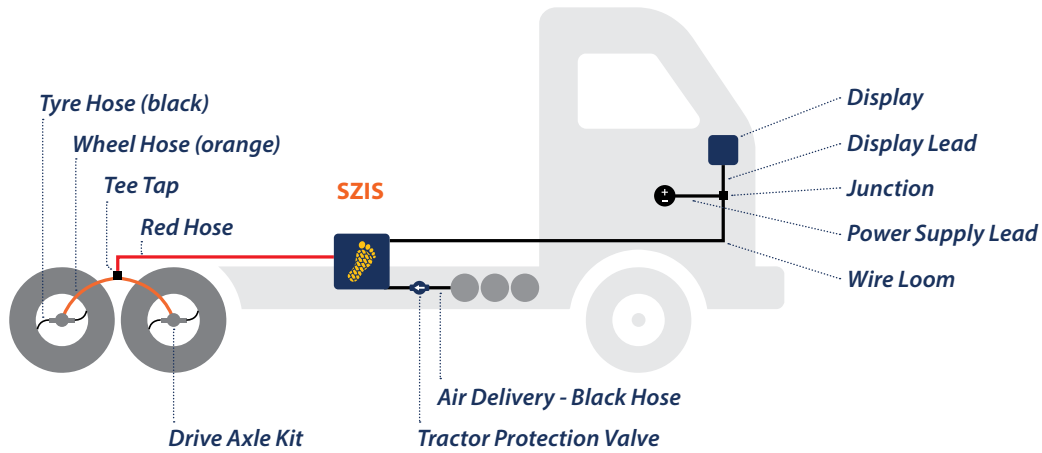 Tyre Hose (black)
Wheel Hose (orange)
Tee Tap
Red Hose
SZIS
Display
Display Lead
Junction
Power Supply Lead
Wire Loom
Air Delivery - Black Hose
Drive Axle Kit
Tractor Protection Valve